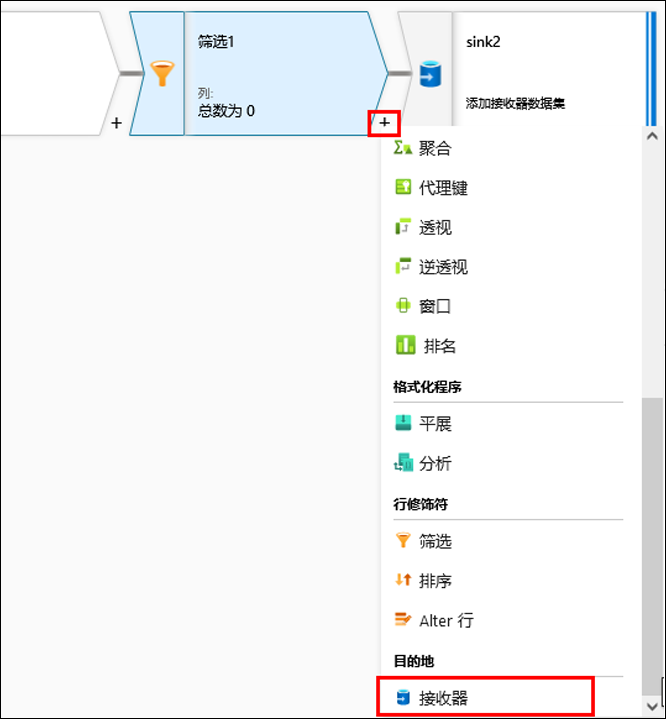 筛选1
列:
总数为 0
+
+
sink2
添加接收器数据集
聚合
代理键
透视
逆透视
窗口
排名
格式化程序
平展
分析
行修饰符
筛选
排序
Alter 行
目的地
接收器